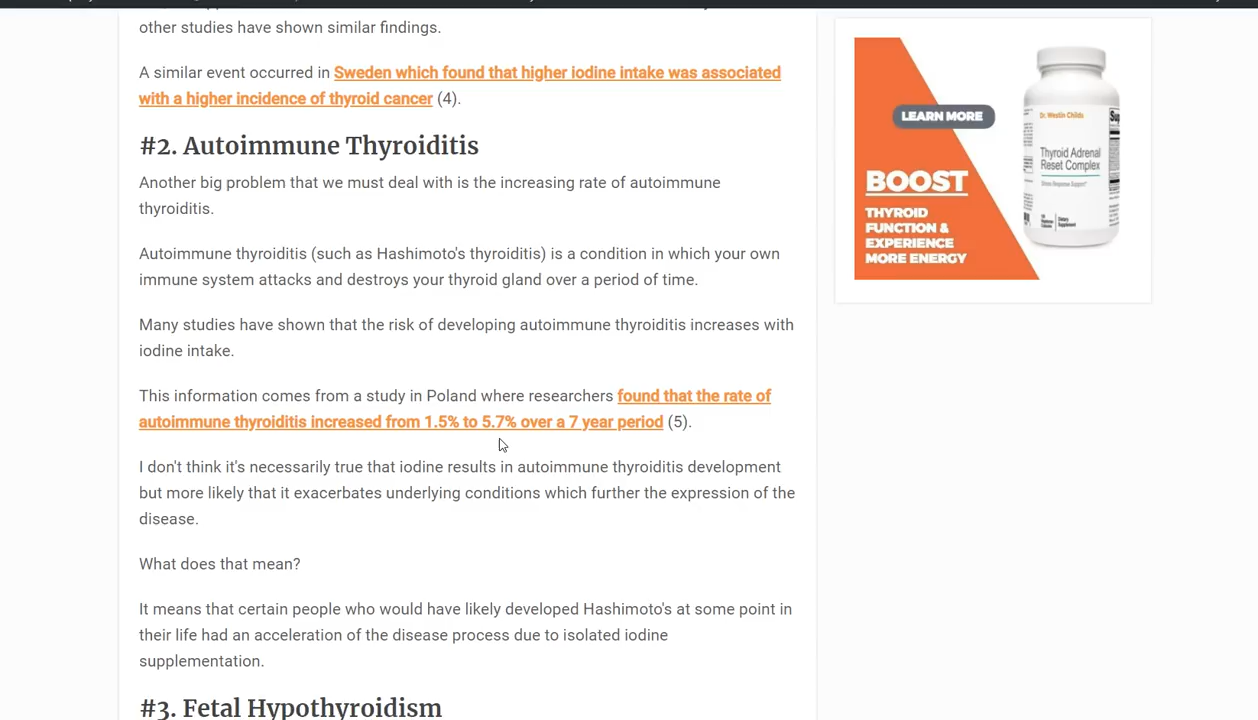 other studies have shown similar findings.
A similar event occurred in Sweden which found that higher iodine intake was associated
with a higher incidence of thyroid cancer (4).
#2. Autoimmune Thyroiditis
Another big problem that we must deal with is the increasing rate of autoimmune
thyroiditis.
Autoimmune thyroiditis (such as Hashimoto's thyroiditis) is a condition in which your own
immune system attacks and destroys your thyroid gland over a period of time.
Many studies have shown that the risk of developing autoimmune thyroiditis increases with
iodine intake.
This information comes from a study in Poland where researchers found that the rate of
autoimmune thyroiditis increased from 1.5% to 5.7% over a 7 year period (5).
I don't think it's necessarily true that iodine results in autoimmune thyroiditis development
but more likely that it exacerbates underlying conditions which further the expression of the
disease.
What does that mean?
It means that certain people who would have likely developed Hashimoto's at some point in
their life had an acceleration of the disease process due to isolated iodine
supplementation.
#3. Fetal Hypothyroidism
LEARN MORE
BOOST
THYROID
FUNCTION &
EXPERIENCE
MORE ENERGY
Dr. Westin Childs
Thyroid Adrenal
Reset Complex